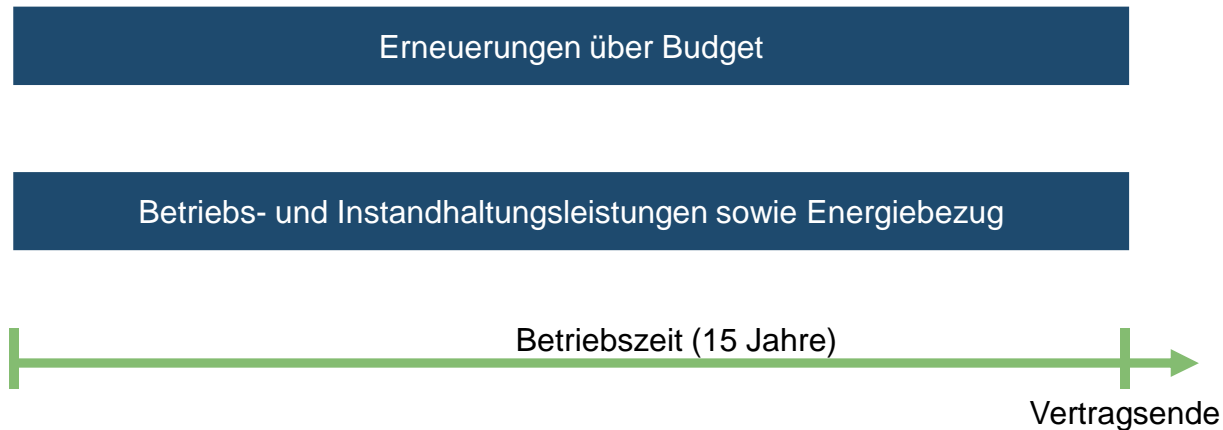 Erneuerungen über Budget
Betriebs- und Instandhaltungsleistungen sowie Energiebezug
Betriebszeit (15 Jahre)
Vertragsende